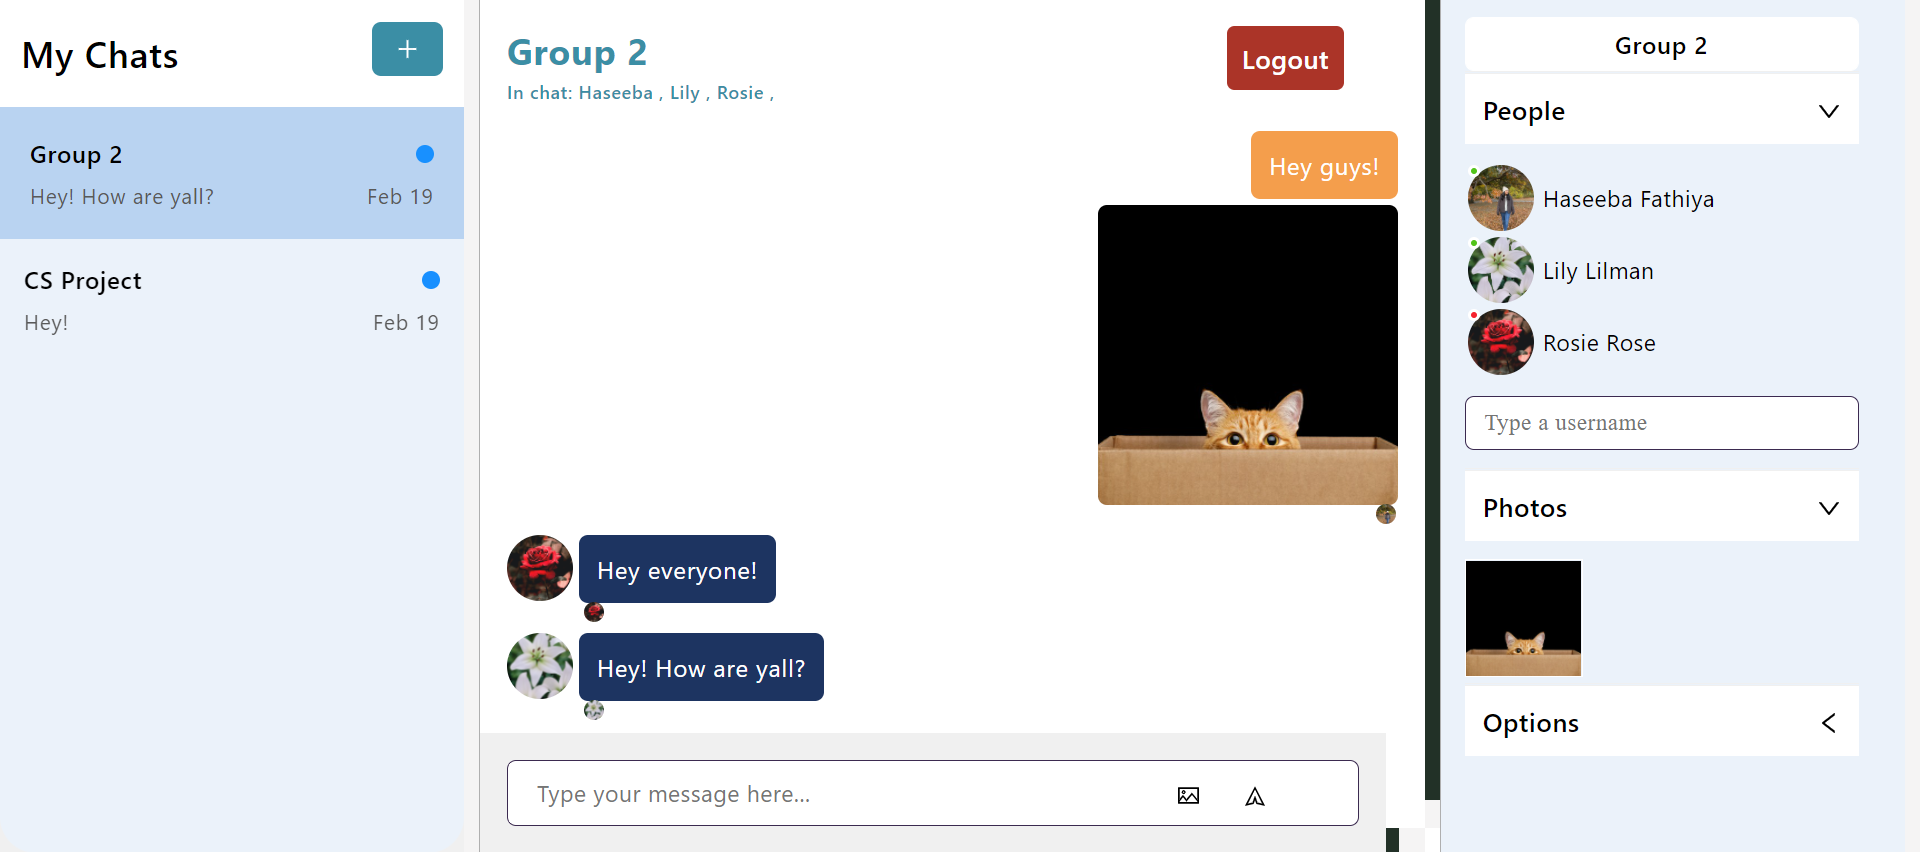 My Chats
+
Group 2
Hey! How are yall?
Feb 19
CS Project
Hey!
Feb 19
Group 2
In chat: Haseeba , Lily , Rosie ,
Logout
Hey guys!
Hey everyone!
Hey! How are yall?
Type your message here...
Group 2
People
Haseeba Fathiya
Lily Lilman
Rosie Rose
Type a username
Photos
Options